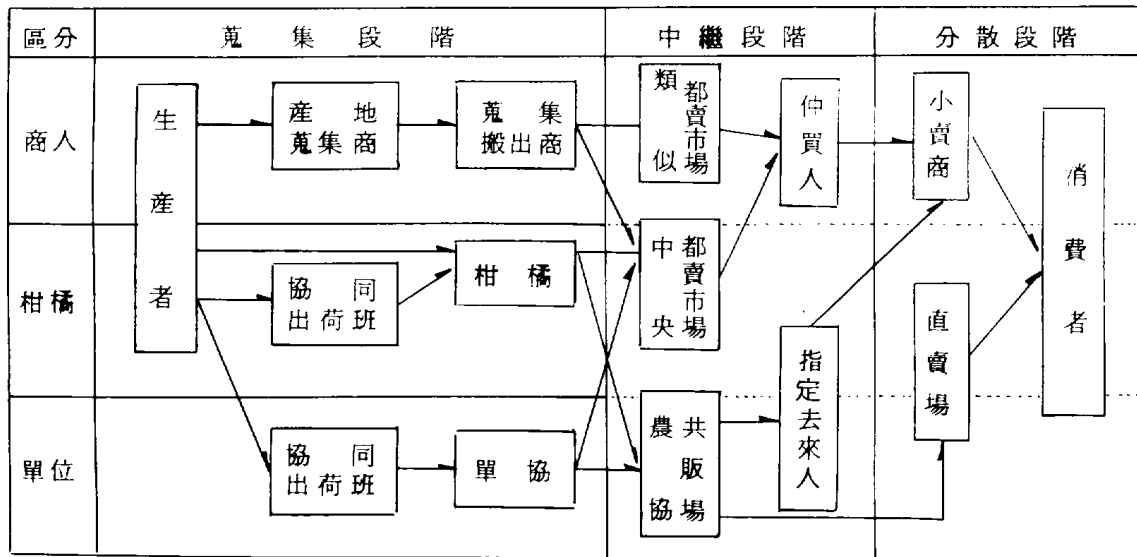 區分
蒐集段階
中繼段階
分散段階
商人
生産者
産地
蒐集商
蒐集
搬出商
類似
都賣市場
仲買人
小賣商
消費者
柑橘
協同
出荷班
柑橘
中央
都賣市場
指定去來人
直賣場
單位
協同
出荷班
單協
農協
共販場